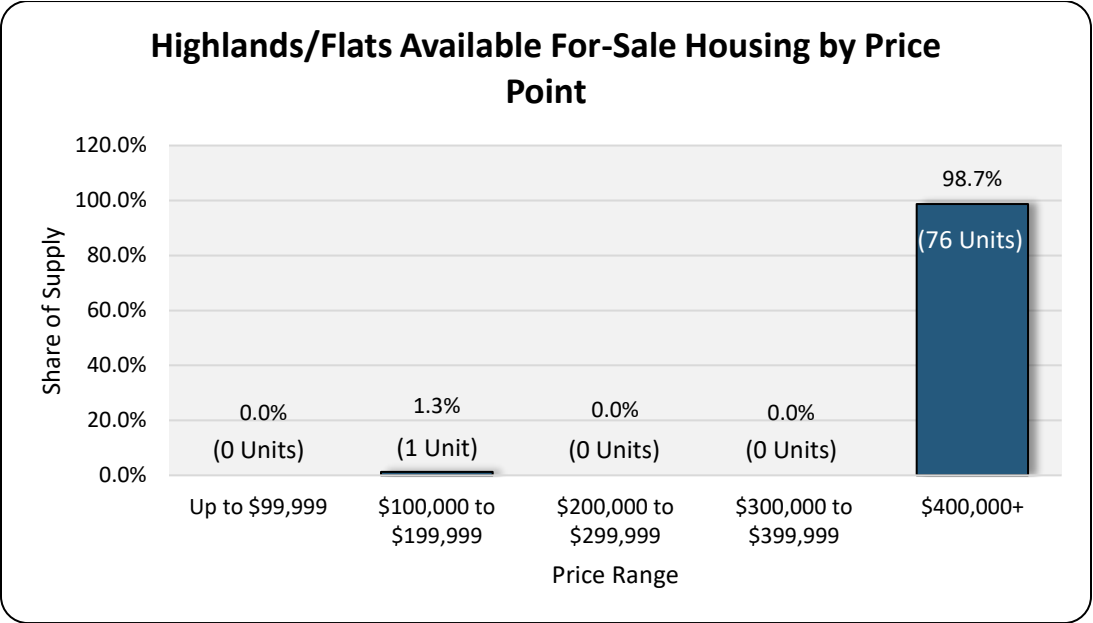 Highlands/Flats Available For-Sale Housing by Price
Point
120.0%
100.0%
80.0%
60.0%
40.0%
20.0%
0.0%
Share of Supply
0.0%
(0 Units)
1.3%
(1 Unit)
0.0%
(0 Units)
0.0%
(0 Units)
98.7%
(76 Units)
Up to $99,999
$100,000 to
$199,999
$200,000 to
$299,999
$300,000 to
$399,999
$400,000+
Price Range